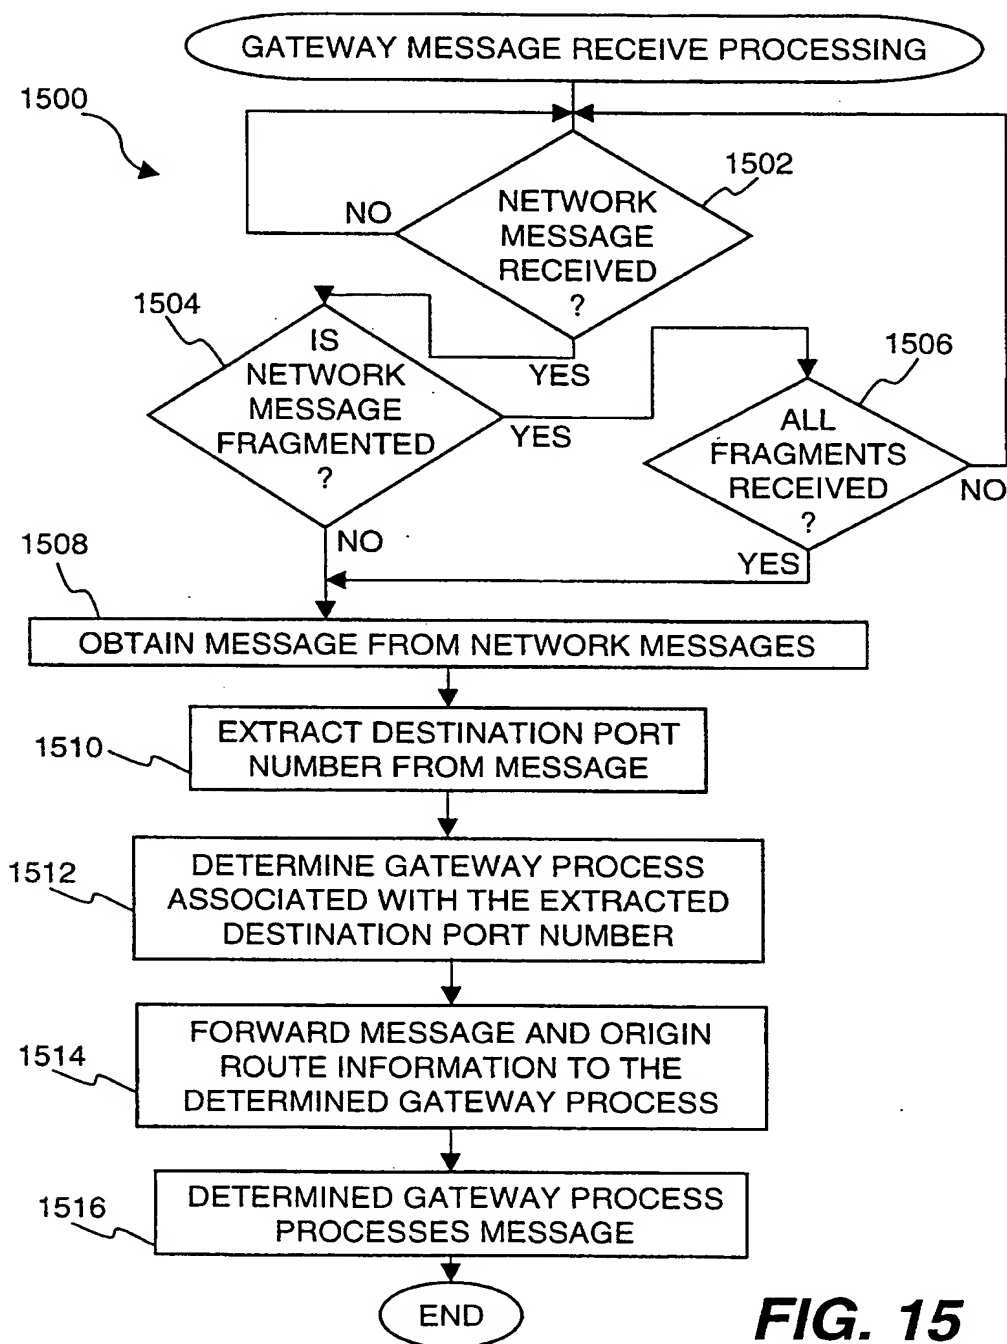 GATEWAY MESSAGE RECEIVE PROCESSING
1500
1502
NO
NETWORK
MESSAGE
RECEIVED
?
YES
1504
IS
NETWORK
MESSAGE
FRAGMENTED
?
YES
NO
1506
ALL
FRAGMENTS
RECEIVED
?
NO
YES
1508
OBTAIN MESSAGE FROM NETWORK MESSAGES
1510
EXTRACT DESTINATION PORT
NUMBER FROM MESSAGE
1512
DETERMINE GATEWAY PROCESS
ASSOCIATED WITH THE EXTRACTED
DESTINATION PORT NUMBER
1514
FORWARD MESSAGE AND ORIGIN
ROUTE INFORMATION TO THE
DETERMINED GATEWAY PROCESS
1516
DETERMINED GATEWAY PROCESS
PROCESSES MESSAGE
END
FIG. 15